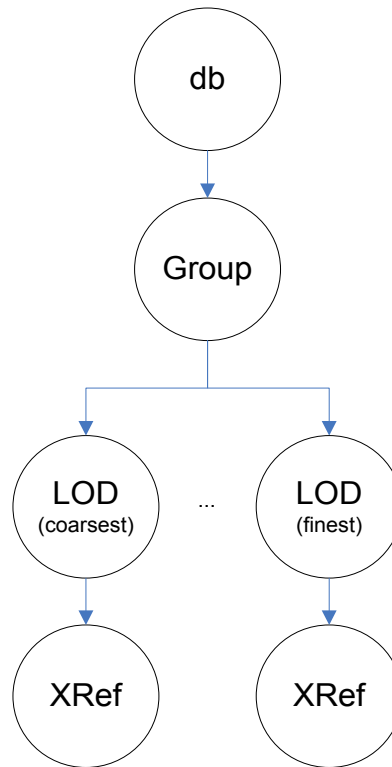 db
Group
LOD
(coarsest)
...
LOD
(finest)
XRef
XRef